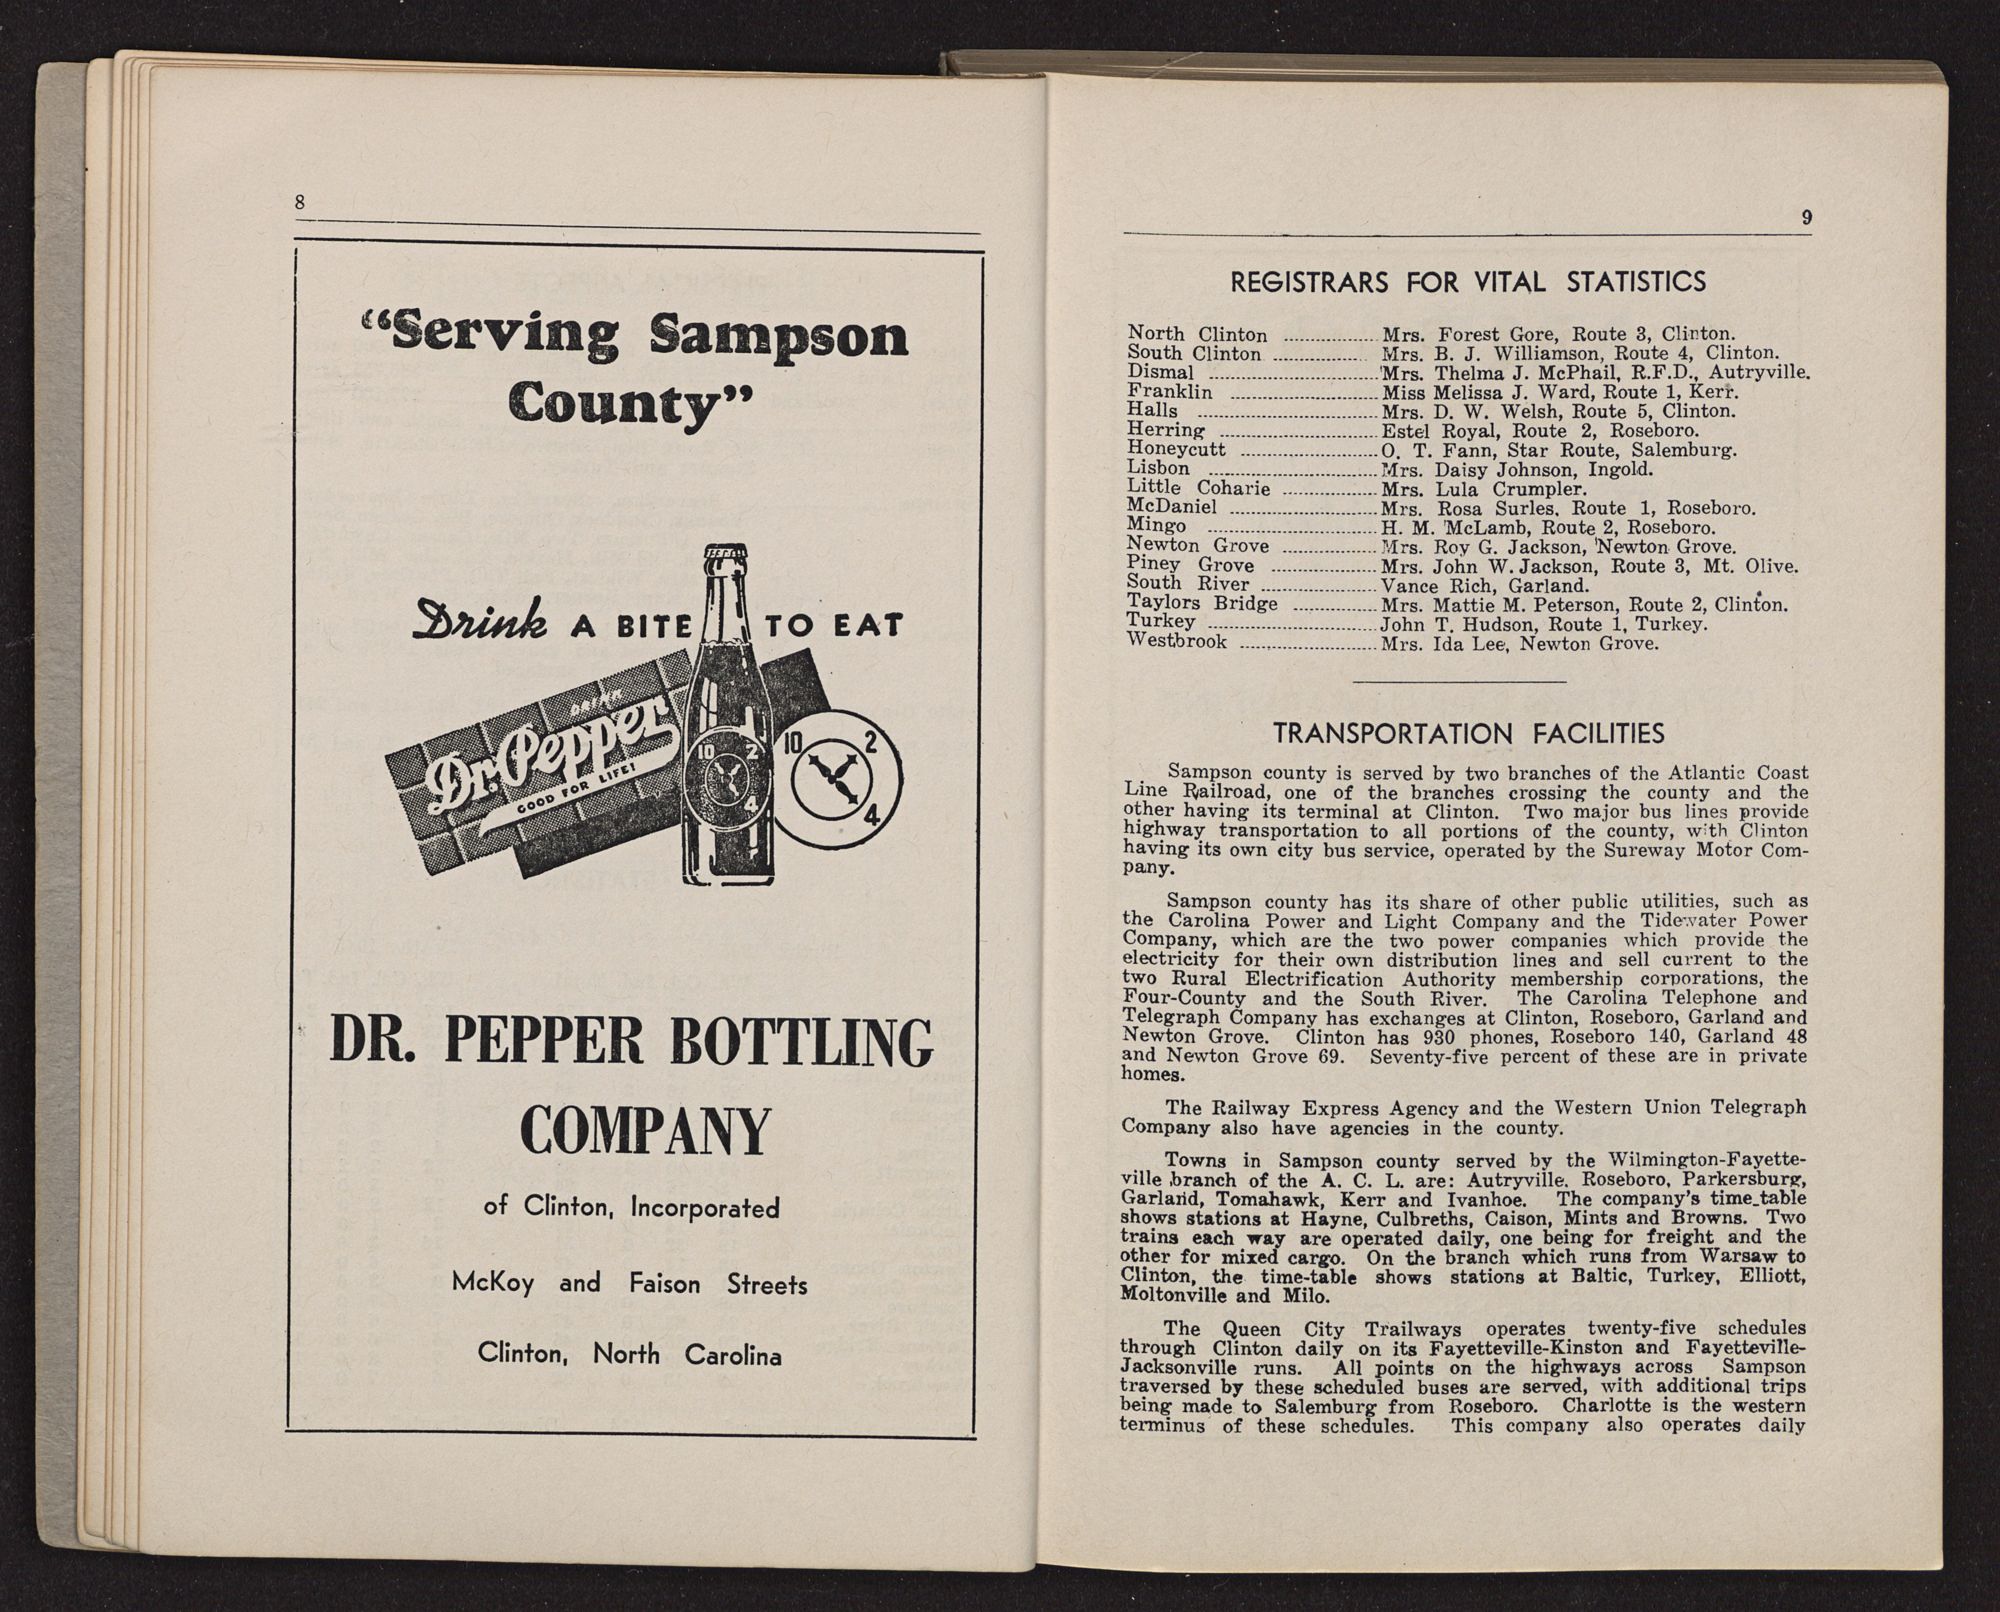 8
“Serving Sampson
County”
Drink A BITE TO EAT
DRINK
Dr. Pepper
GOOD FOR LIFE!
10 2
4
10 2
4
DR. PEPPER BOTTLING
COMPANY
of Clinton, Incorporated
McKoy and Faison Streets
Clinton, North Carolina
9
REGISTRARS FOR VITAL STATISTICS
North Clinton ................ Mrs. Forest Gore, Route 3, Clinton.
South Clinton ................ Mrs. B. J. Williamson, Route 4, Clinton.
Dismal ................ Mrs. Thelma J. McPhail, R.F.D., Autryville.
Franklin ................ Miss Melissa J. Ward, Route 1, Kerr.
Halls ................ Mrs. D. W. Welsh, Route 5, Clinton.
Herring ................ Estel Royal, Route 2, Roseboro.
Honeycutt ................ O. T. Fann, Star Route, Salemburg.
Lisbon ................ Mrs. Daisy Johnson, Ingold.
Little Coharie ................ Mrs. Lula Crumpler.
McDaniel ................ Mrs. Rosa Surles, Route 1, Roseboro.
Mingo ................ H. M. McLamb, Route 2, Roseboro.
Newton Grove ................ Mrs. Roy G. Jackson, Newton Grove.
Piney Grove ................ Mrs. John W. Jackson, Route 3, Mt. Olive.
South River ................ Vance Rich, Garland.
Taylors Bridge ................ Mrs. Mattie M. Peterson, Route 2, Clinton.
Turkey ................ John T. Hudson, Route 1, Turkey.
Westbrook ................ Mrs. Ida Lee, Newton Grove.
TRANSPORTATION FACILITIES
Sampson county is served by two branches of the Atlantic Coast
Line Railroad, one of the branches crossing the county and the
other having its terminal at Clinton. Two major bus lines provide
highway transportation to all portions of the county, with Clinton
having its own city bus service, operated by the Sureway Motor Com-
pany.
Sampson county has its share of other public utilities, such as
the Carolina Power and Light Company and the Tidewater Power
Company, which are the two power companies which provide the
electricity for their own distribution lines and sell current to the
two Rural Electrification Authority membership corporations, the
Four-County and the South River. The Carolina Telephone and
Telegraph Company has exchanges at Clinton, Roseboro, Garland and
Newton Grove. Clinton has 930 phones, Roseboro 140, Garland 48
and Newton Grove 69. Seventy-five percent of these are in private
homes.
The Railway Express Agency and the Western Union Telegraph
Company also have agencies in the county.
Towns in Sampson county served by the Wilmington-Fayette-
ville branch of the A. C. L. are: Autryville, Roseboro, Parkersburg,
Garland, Tomahawk, Kerr and Ivanhoe. The company's time_table
shows stations at Hayne, Culbreths, Caison, Mints and Browns. Two
trains each way are operated daily, one being for freight and the
other for mixed cargo. On the branch which runs from Warsaw to
Clinton, the time-table shows stations at Baltic, Turkey, Elliott,
Moltonville and Milo.
The Queen City Trailways operates twenty-five schedules
through Clinton daily on its Fayetteville-Kinston and Fayetteville-
Jacksonville runs. All points on the highways across Sampson
traversed by these scheduled buses are served, with additional trips
being made to Salemburg from Roseboro. Charlotte is the western
terminus of these schedules. This company also operates daily